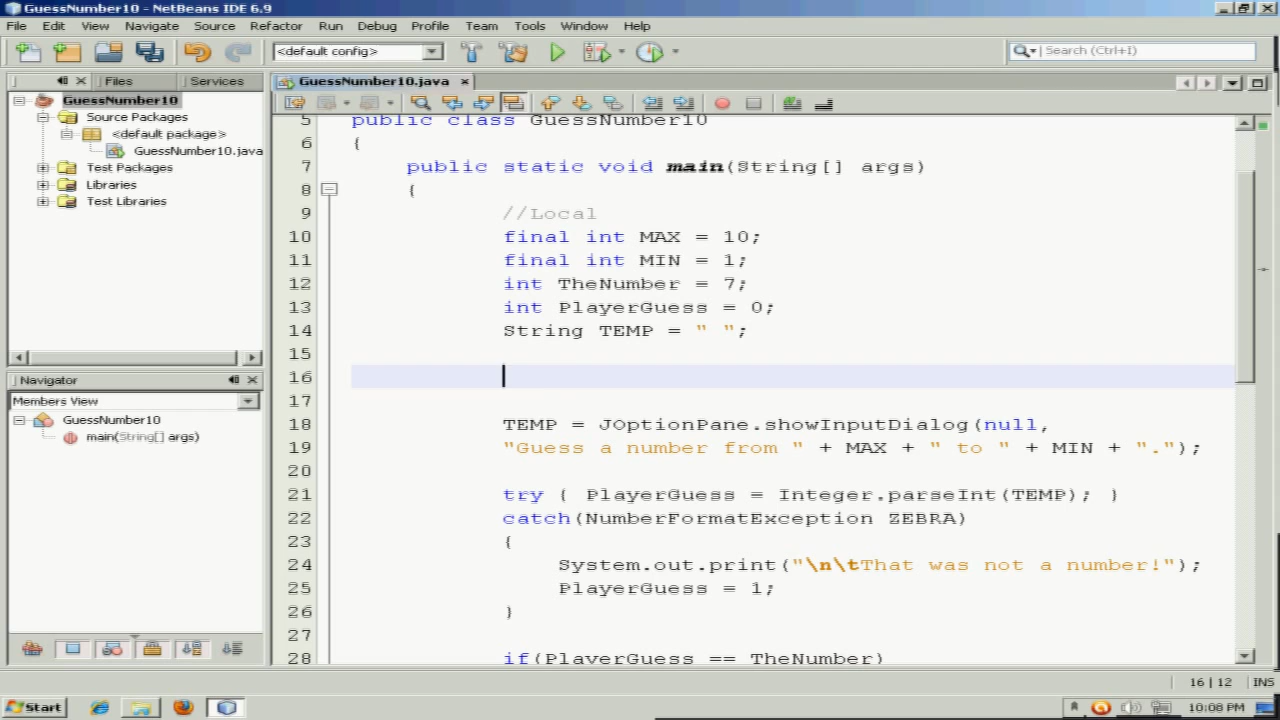 GuessNumber10 - NetBeans IDE 6.9
File Edit View Navigate Source Refactor Run Debug Profile Team Tools Window Help
<default config> Search (Ctrl+I)
Files Services GuessNumber10.java
GuessNumber10
Source Packages
<default package>
GuessNumber10.java
Test Packages
Libraries
Test Libraries
Navigator
Members View
GuessNumber10
main(String[] args)
5 public class GuessNumber10
6 {
7 public static void main(String[] args)
8 {
9 //Local
10 final int MAX = 10;
11 final int MIN = 1;
12 int TheNumber = 7;
13 int PlayerGuess = 0;
14 String TEMP = " ";
15
16
17
18 TEMP = JOptionPane.showInputDialog(null,
19 "Guess a number from " + MAX + " to " + MIN + ".");
20
21 try { PlayerGuess = Integer.parseInt(TEMP); }
22 catch(NumberFormatException ZEBRA)
23 {
24 System.out.print("\n\tThat was not a number!");
25 PlayerGuess = 1;
26 }
27
28 if(PlayerGuess == TheNumber)
16 | 12 INS
Start 10:08 PM